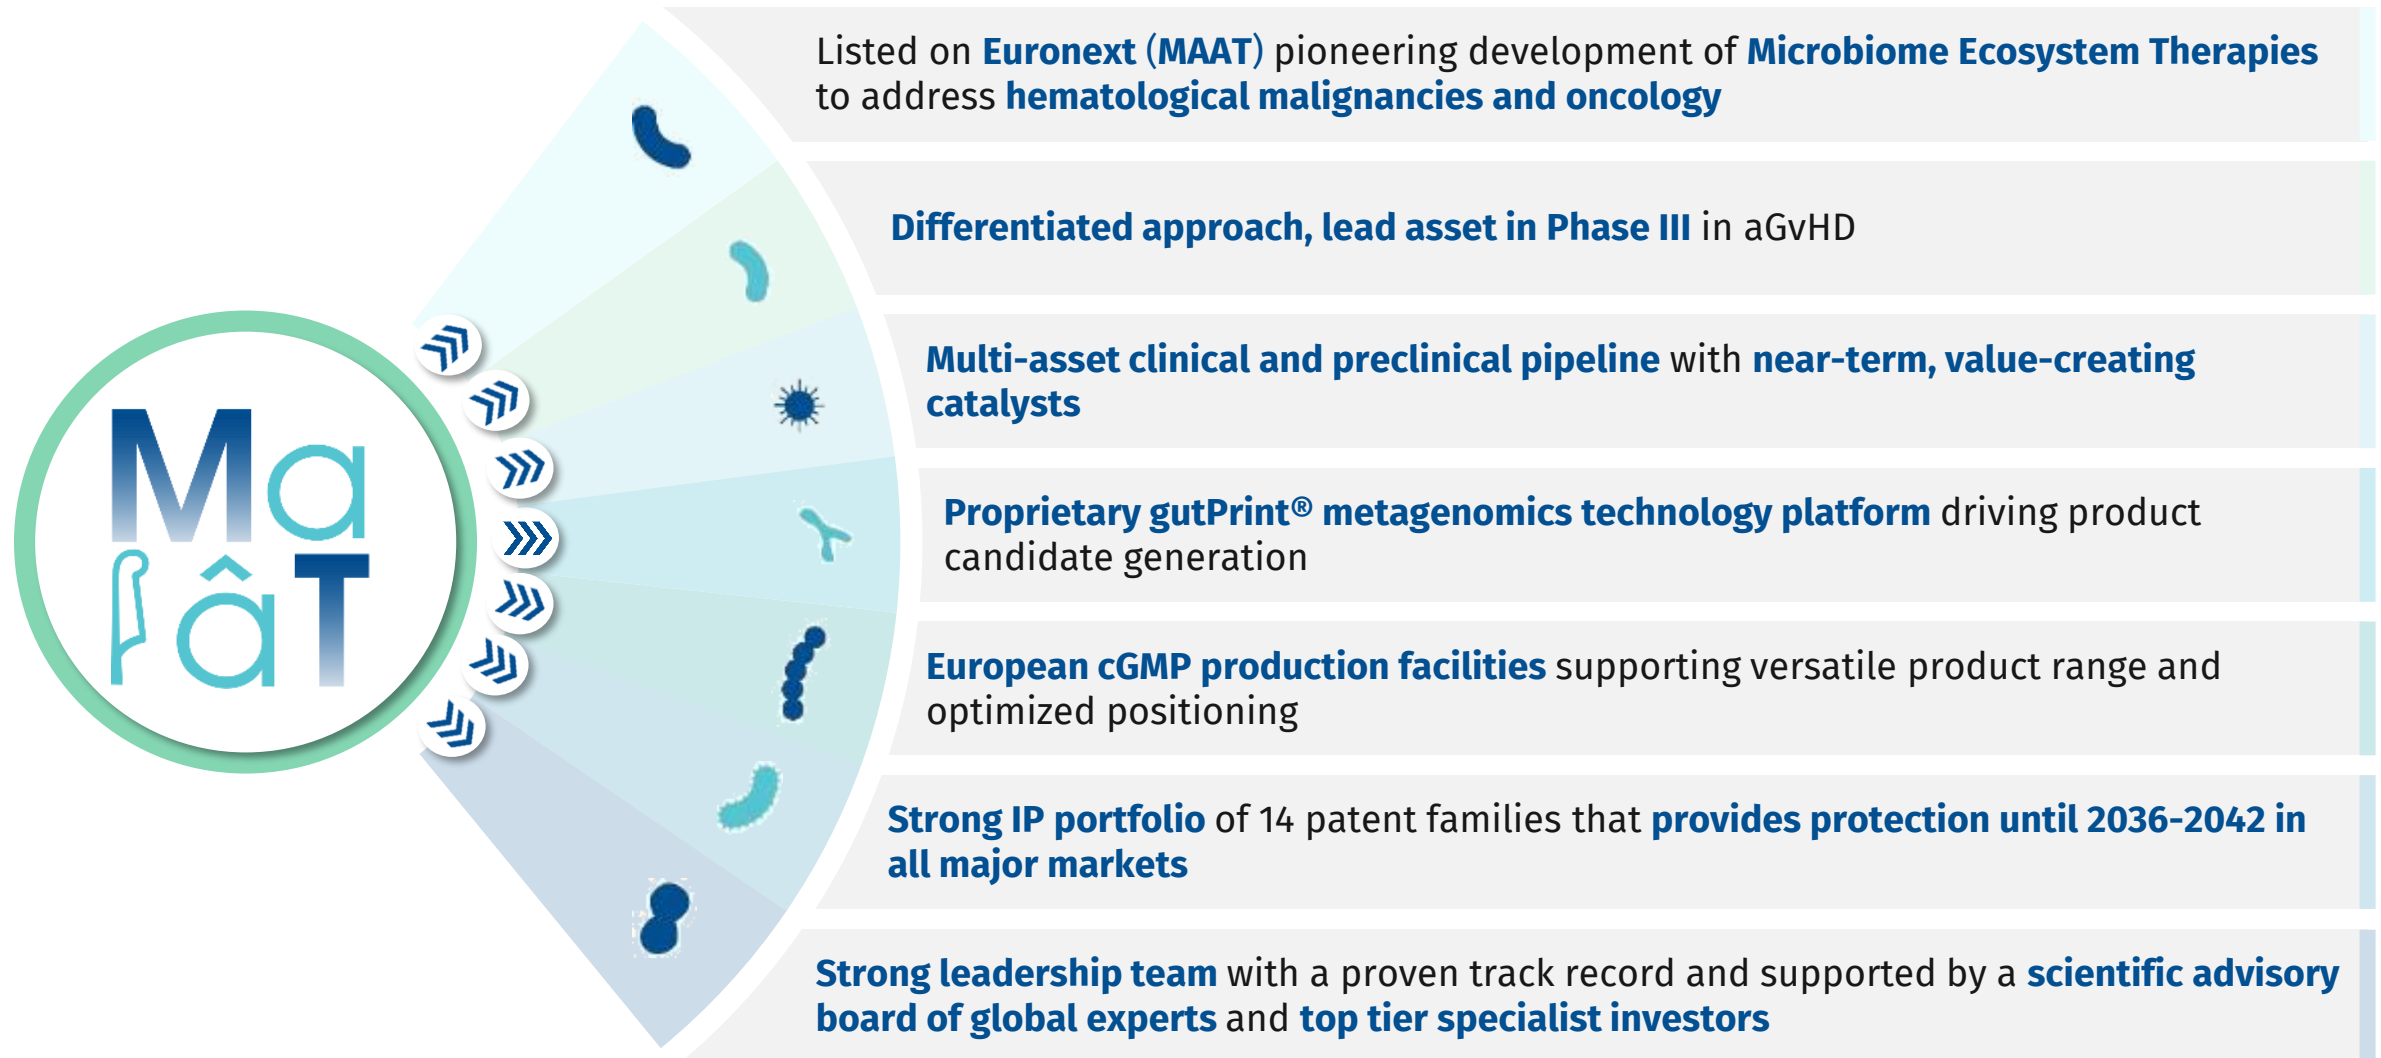 Ma
âT
Listed on Euronext (MAAT) pioneering development of Microbiome Ecosystem Therapies
to address hematological malignancies and oncology
Differentiated approach, lead asset in Phase III in aGvHD
Multi-asset clinical and preclinical pipeline with near-term, value-creating
catalysts
Proprietary gutPrint® metagenomics technology platform driving product
candidate generation
European cGMP production facilities supporting versatile product range and
optimized positioning
Strong IP portfolio of 14 patent families that provides protection until 2036-2042 in
all major markets
Strong leadership team with a proven track record and supported by a scientific advisory
board of global experts and top tier specialist investors